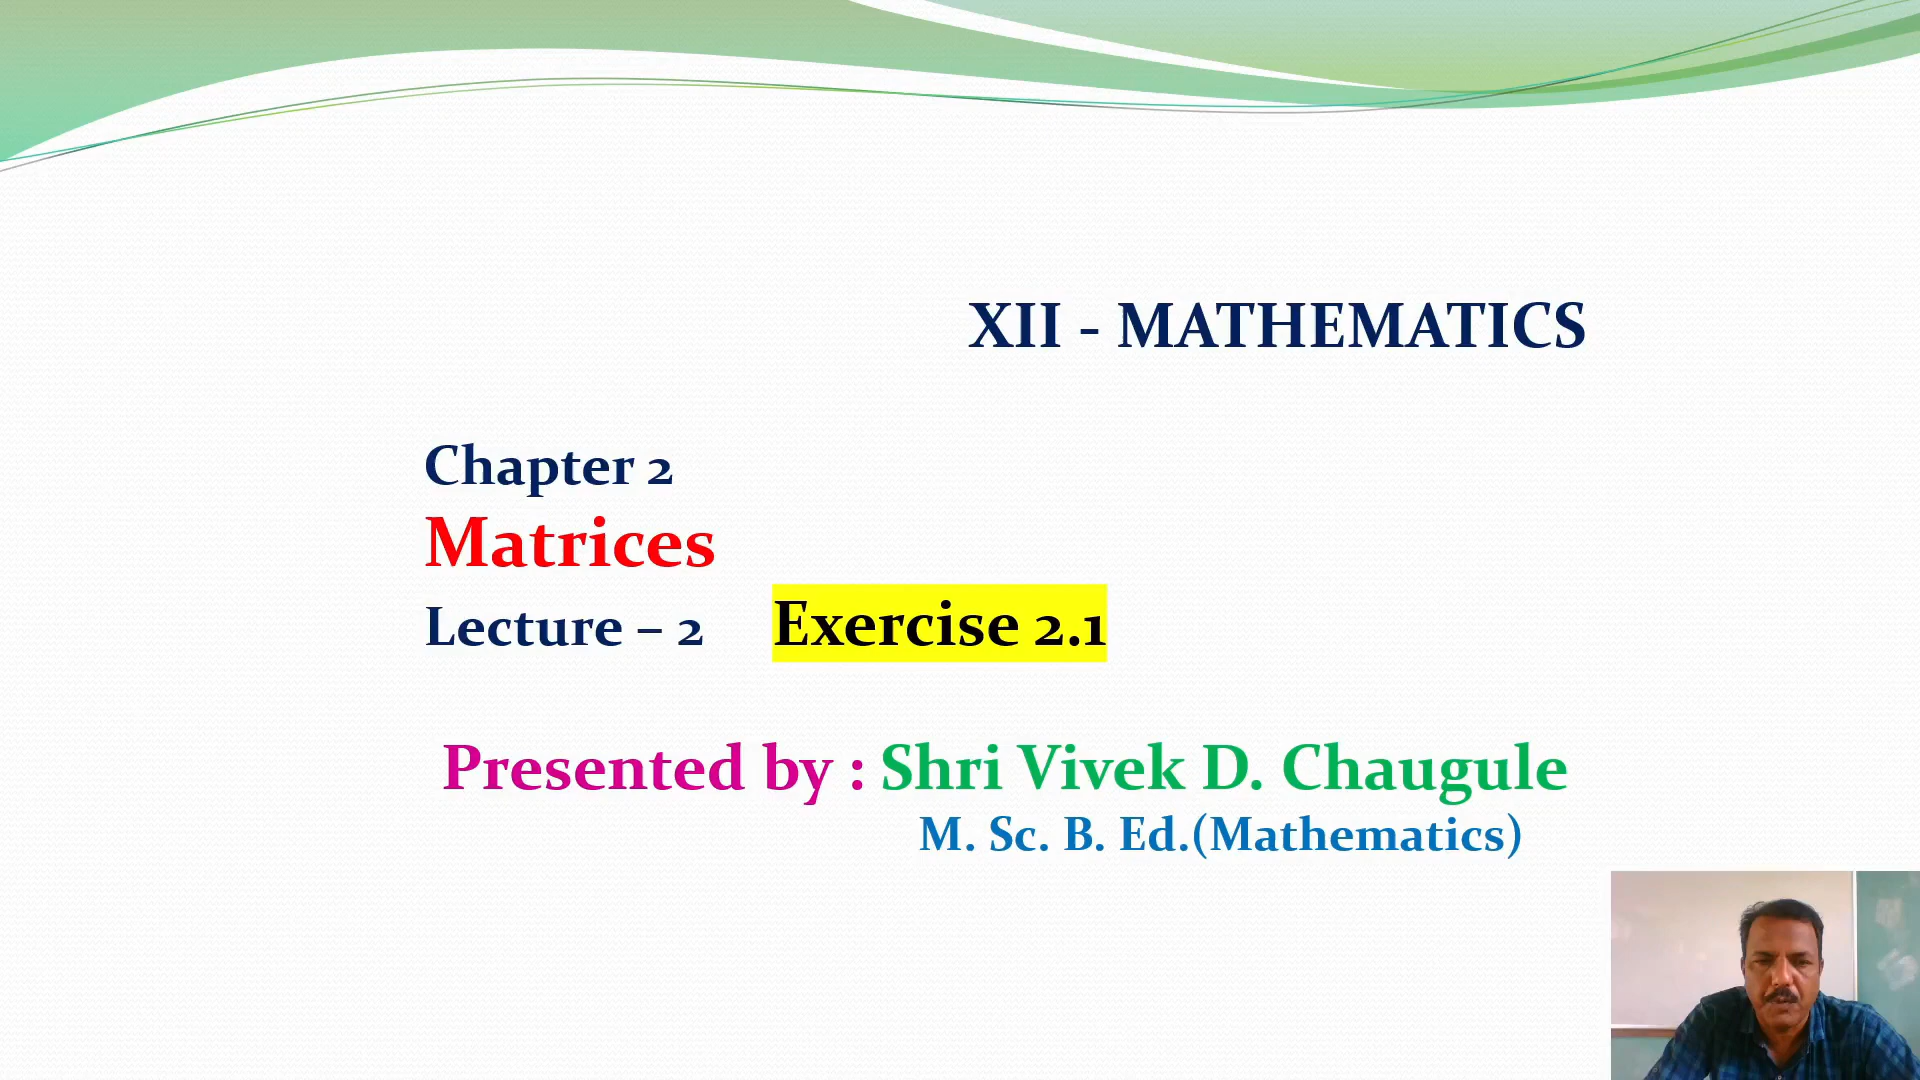 XII - MATHEMATICS
Chapter 2
Matrices
Lecture – 2 Exercise 2.1
Presented by : Shri Vivek D. Chaugule
M. Sc. B. Ed.(Mathematics)